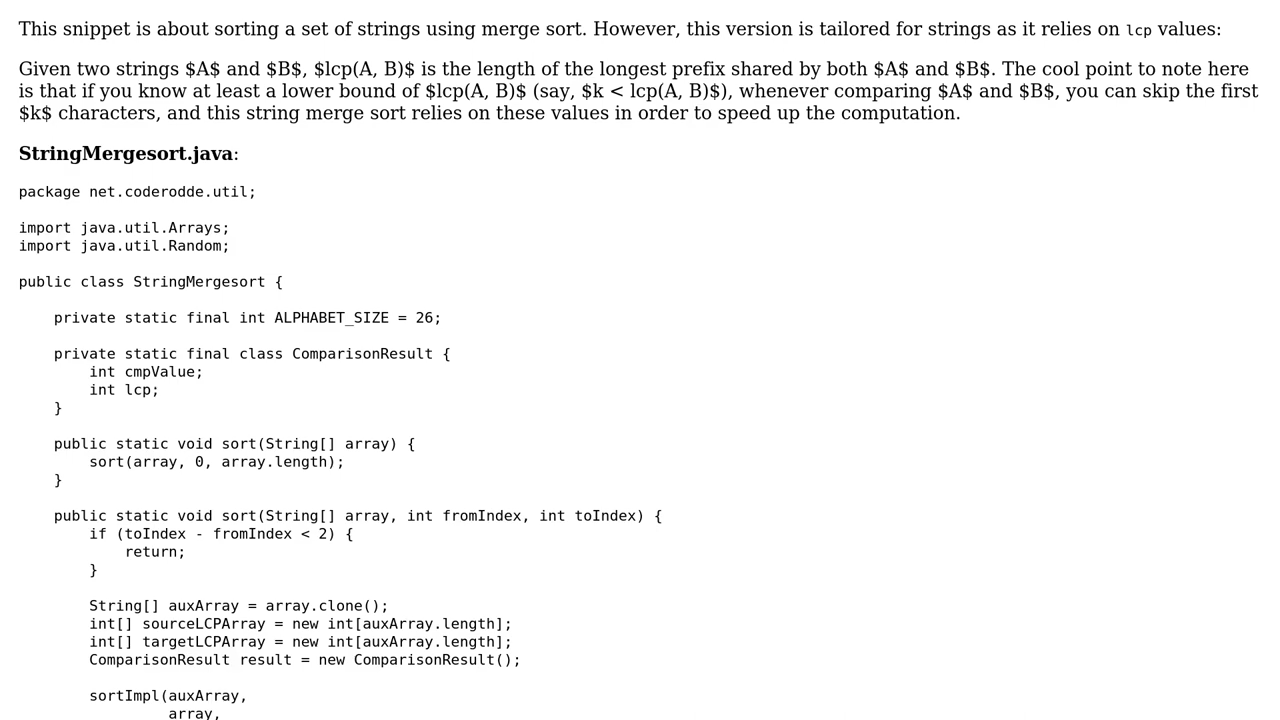 This snippet is about sorting a set of strings using merge sort. However, this version is tailored for strings as it relies on lcp values:
Given two strings $A$ and $B$, $lcp(A, B)$ is the length of the longest prefix shared by both $A$ and $B$. The cool point to note here
is that if you know at least a lower bound of $lcp(A, B)$ (say, $k < lcp(A, B)$), whenever comparing $A$ and $B$, you can skip the first
$k$ characters, and this string merge sort relies on these values in order to speed up the computation.
StringMergesort.java:
package net.coderodde.util;
import java.util.Arrays;
import java.util.Random;
public class StringMergesort {
    private static final int ALPHABET_SIZE = 26;
    private static final class ComparisonResult {
        int cmpValue;
        int lcp;
    }
    public static void sort(String[] array) {
        sort(array, 0, array.length);
    }
    public static void sort(String[] array, int fromIndex, int toIndex) {
        if (toIndex - fromIndex < 2) {
            return;
        }
        String[] auxArray = array.clone();
        int[] sourceLCPArray = new int[auxArray.length];
        int[] targetLCPArray = new int[auxArray.length];
        ComparisonResult result = new ComparisonResult();
        sortImpl(auxArray,
                 array,